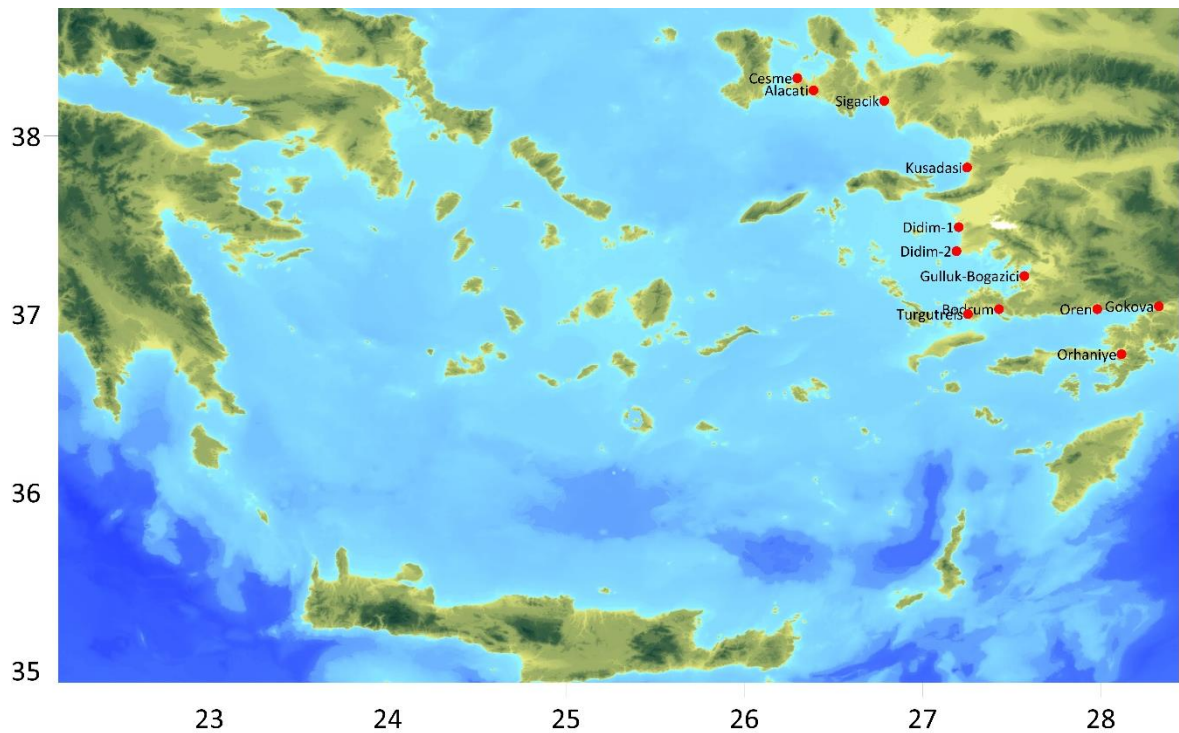 Cesme
Alacati
Sigacik
38
Kusadasi
Didim-1
Didim-2
Gulluk-Bogazici
Bodrum
Turgutreis
Oren
Gokova
37
Orhaniye
36
35
23 24 25 26 27 28